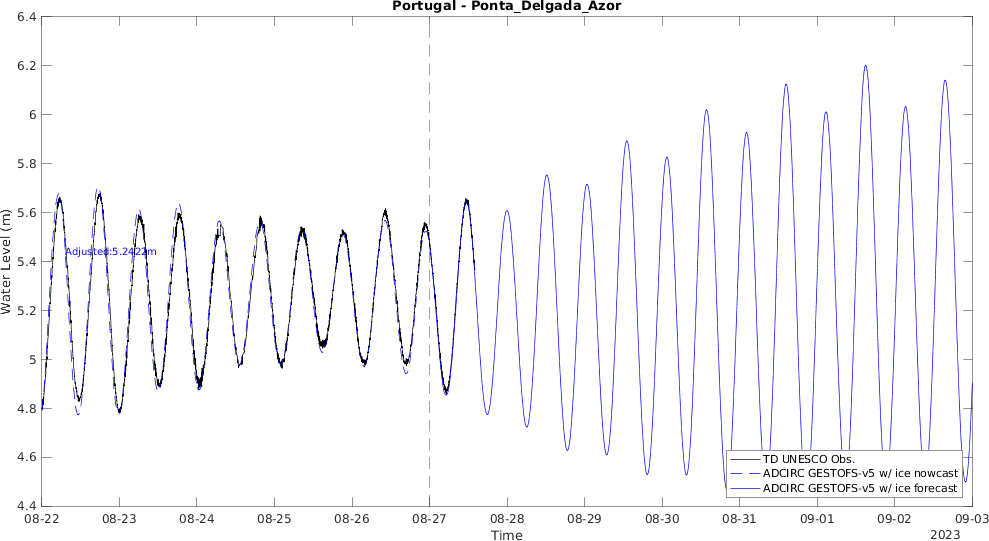 Portugal - Ponta_Delgada_Azor
6.4
6.2
6
5.8
5.6
5.4
5.2
5
4.8
4.6
4.4
Water Level (m)
Adjusted:5.2422m
TD UNESCO Obs.
ADCIRC GESTOFS-v5 w/ ice nowcast
ADCIRC GESTOFS-v5 w/ ice forecast
08-22 08-23 08-24 08-25 08-26 08-27 08-28 08-29 08-30 08-31 09-01 09-02 09-03
Time
2023